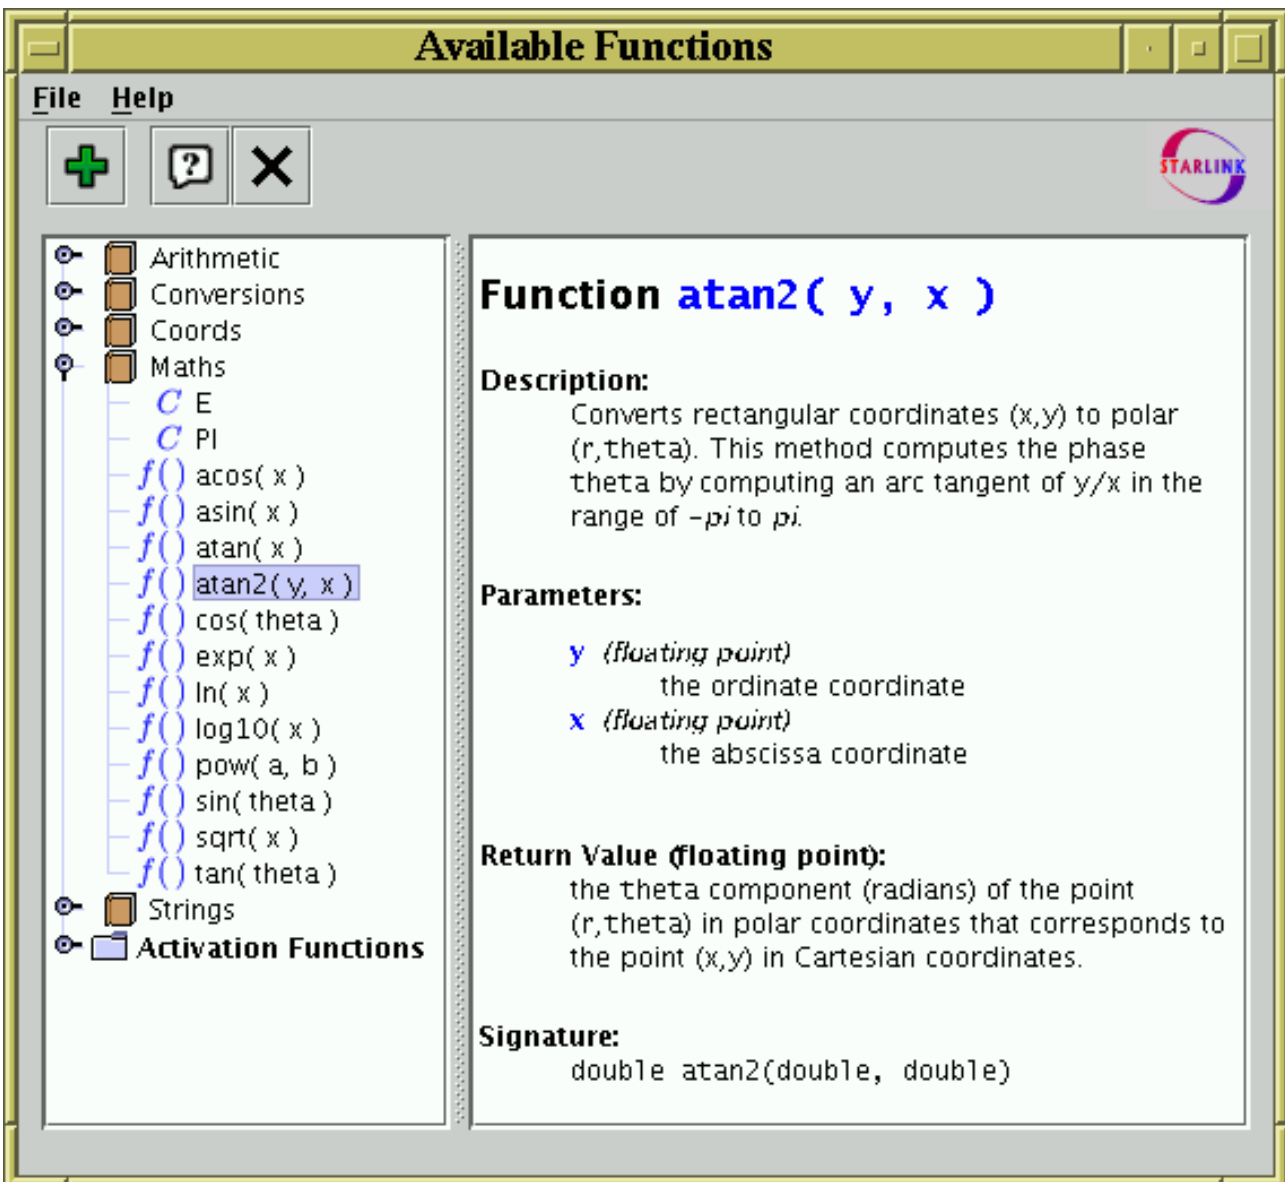 Available Functions
File Help
STARLINK
Arithmetic
Conversions
Coords
Maths
C E
C PI
f() acos( x )
f() asin( x )
f() atan( x )
f() atan2( y, x )
f() cos( theta )
f() exp( x )
f() ln( x )
f() log10( x )
f() pow( a, b )
f() sin( theta )
f() sqrt( x )
f() tan( theta )
Strings
Activation Functions
Function atan2( y, x )
Description:
Converts rectangular coordinates (x,y) to polar
(r,theta). This method computes the phase
theta by computing an arc tangent of y/x in the
range of -pi to pi.
Parameters:
y (floating point)
the ordinate coordinate
x (floating point)
the abscissa coordinate
Return Value (floating point):
the theta component (radians) of the point
(r,theta) in polar coordinates that corresponds to
the point (x,y) in Cartesian coordinates.
Signature:
double atan2(double, double)